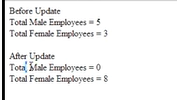 Before Update
Total Male Employees = 5
Total Female Employees = 3
After Update
Total Male Employees = 0
Total Female Employees = 8